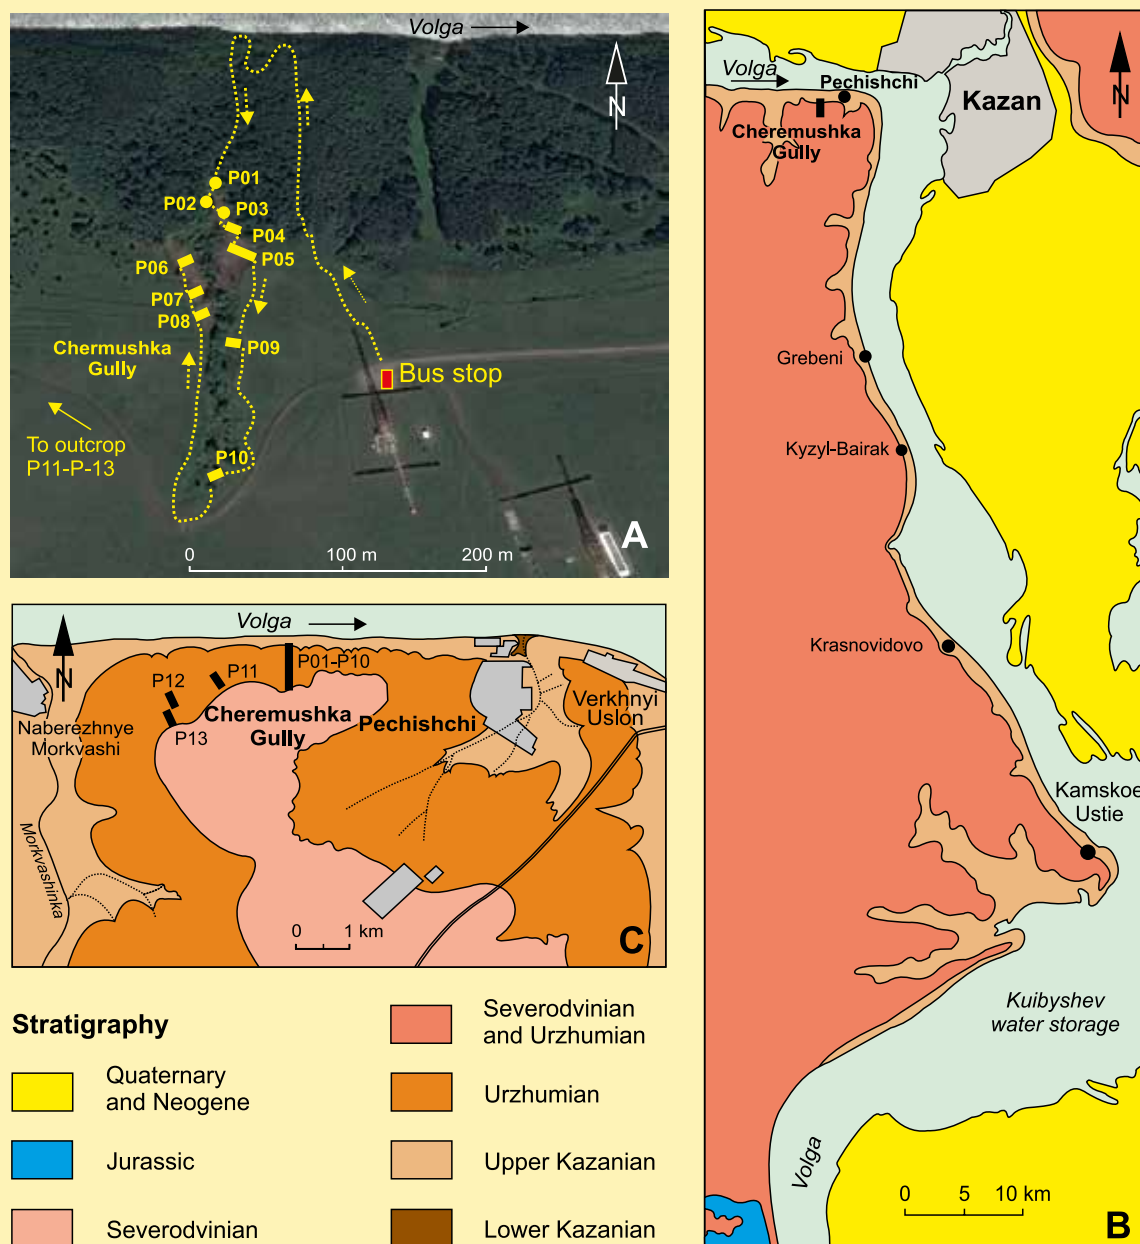 Volga
N
P01
P02
P03
P04
P05
P06
P07
P08
P09
Chermushka
Gully
Bus stop
To outcrop
P11-P-13
P10
0 100 m 200 m
A
Volga
N
P12
P11
P01-P10
P13
Cheremushka
Gully
Pechishchi
Verkhnyi
Uslon
Naberezhnye
Morkvashi
Morkvashinka
0 1 km
C
Volga
Pechishchi
Kazan
N
Cheremushka
Gully
Grebeni
Kyzyl-Bairak
Krasnovidovo
Kamskoe
Ustie
Kuibyshev
water storage
Volga
0 5 10 km
B
Stratigraphy
Quaternary
and Neogene
Jurassic
Severodvinian
Severodvinian
and Urzhumian
Urzhumian
Upper Kazanian
Lower Kazanian